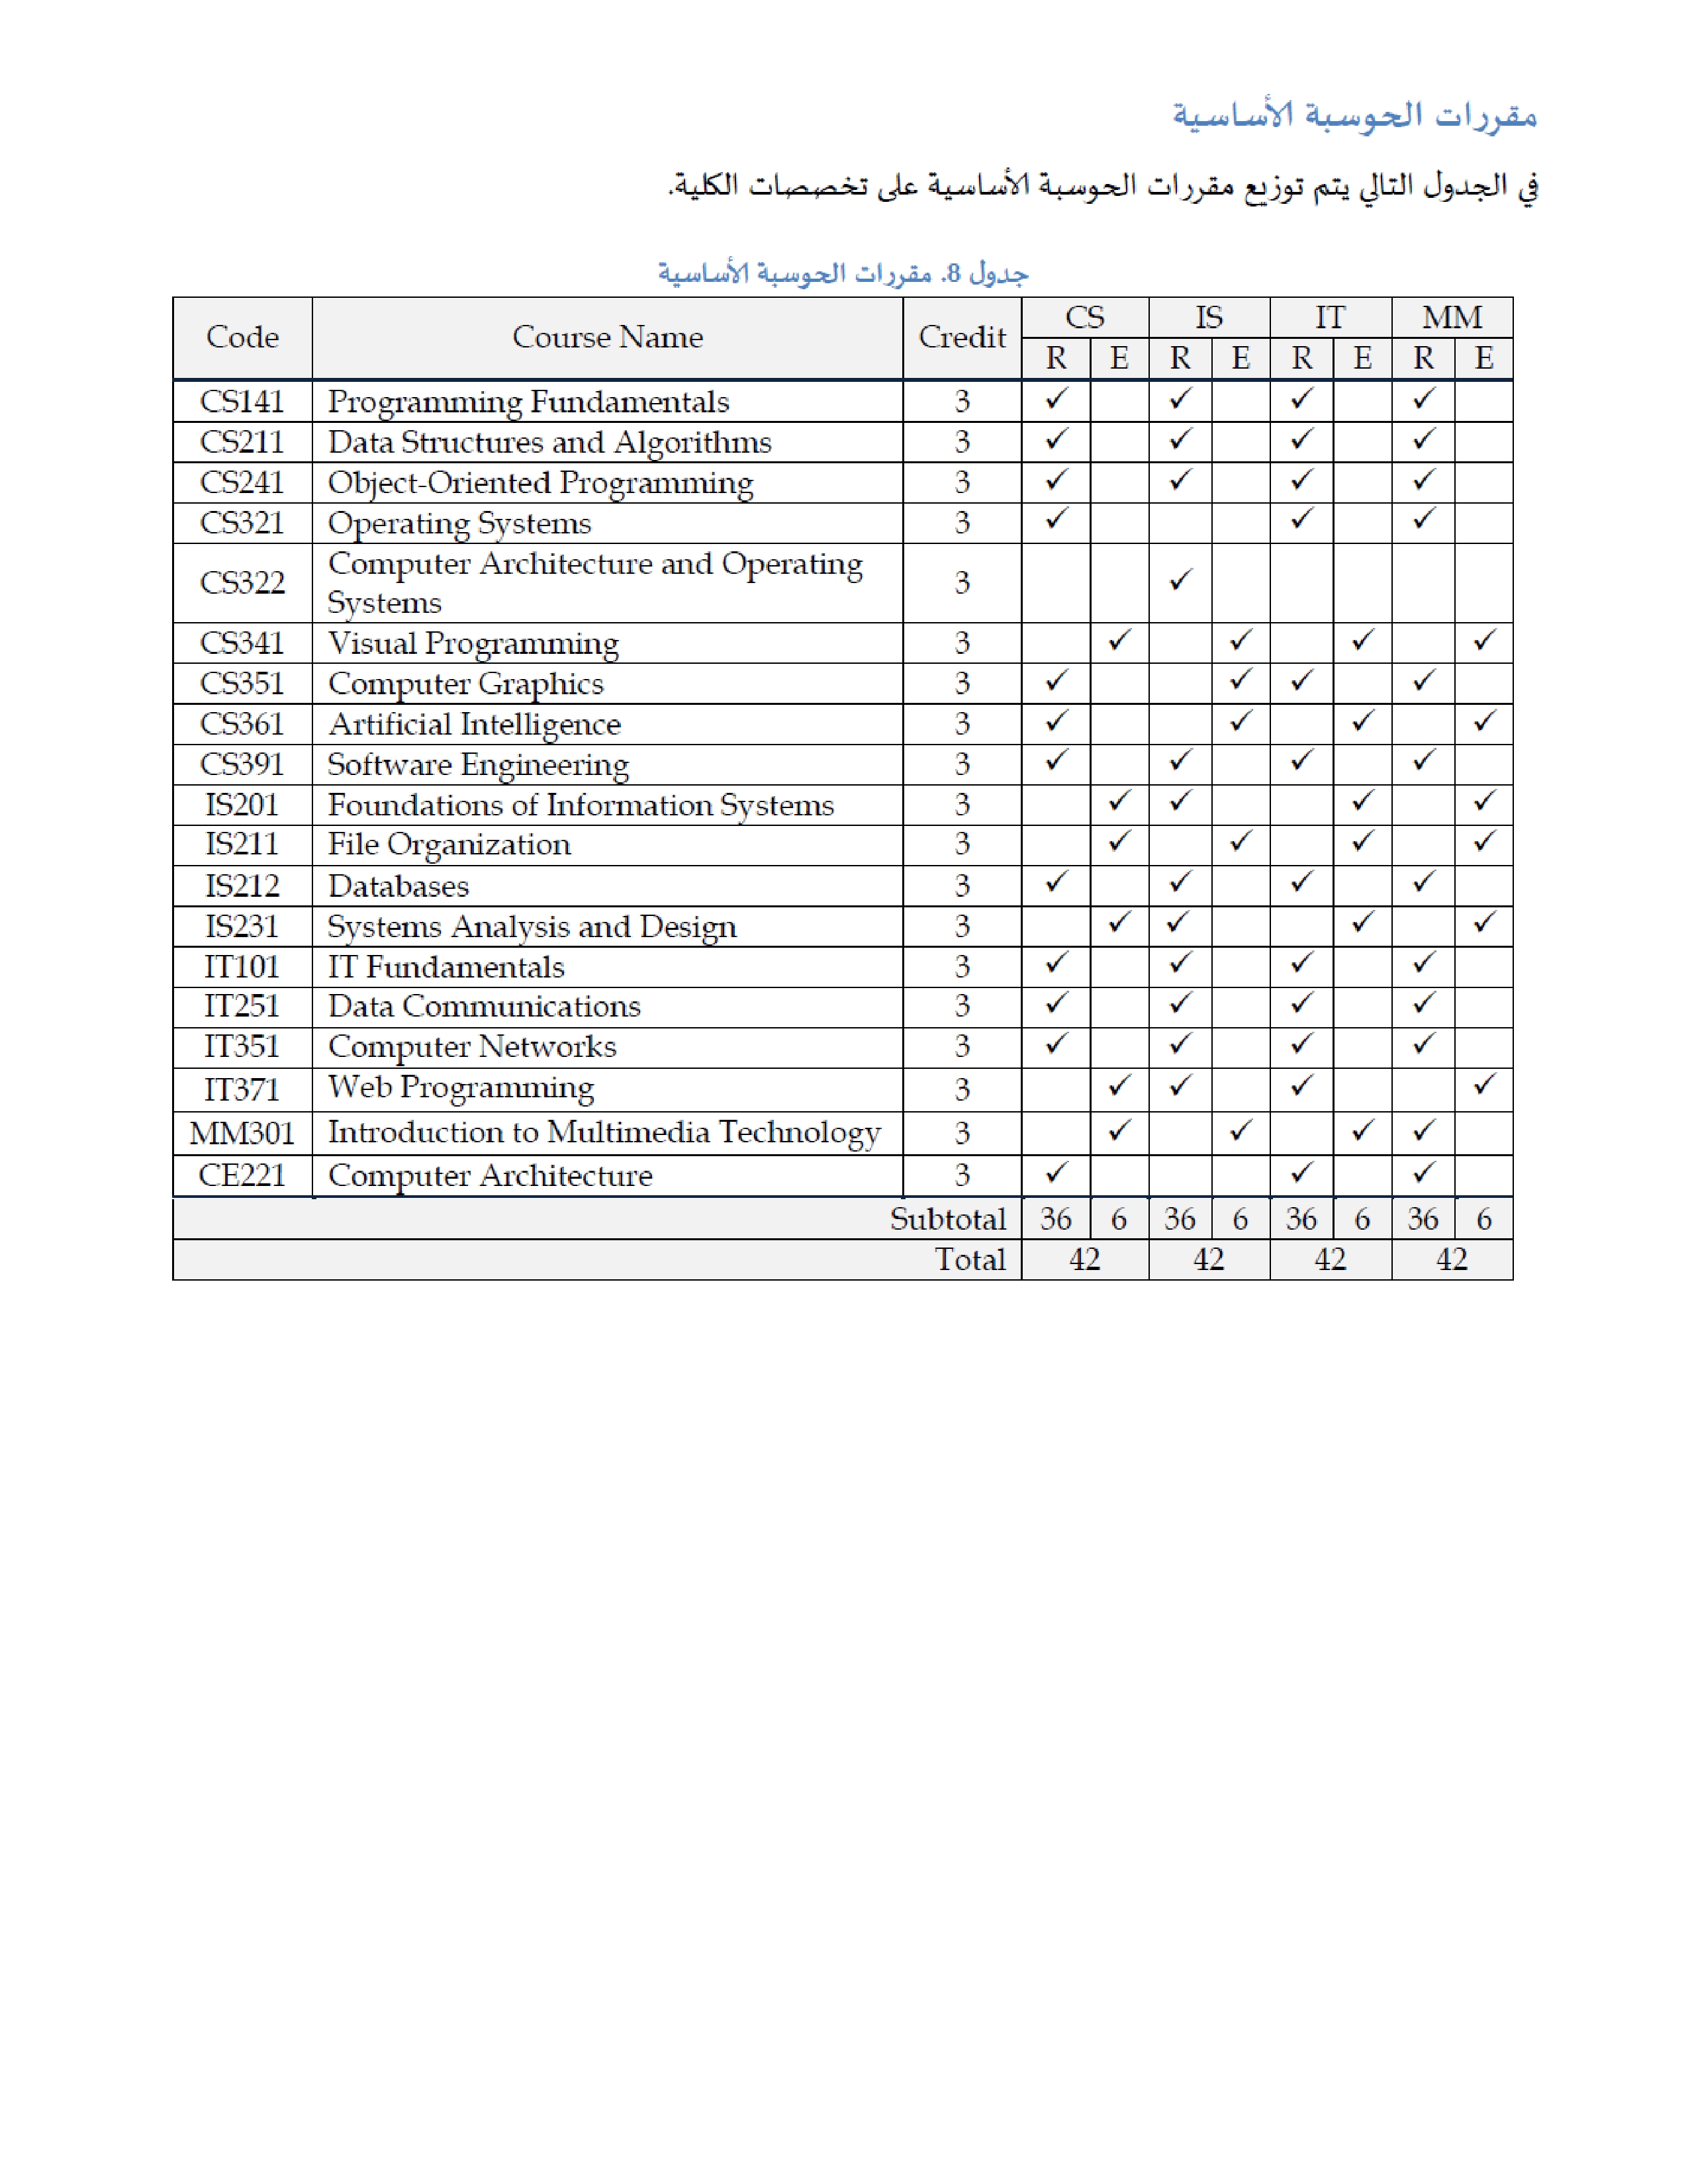 مقررات الحوسبة الأساسية
في الجدول التالي يتم توزيع مقررات الحوسبة الأساسية على تخصصات الكلية.
جدول 8. مقررات الحوسبة الأساسية
Code Course Name Credit CS IS IT MM
R E R E R E R E
CS141 Programming Fundamentals 3 ✓ ✓ ✓ ✓
CS211 Data Structures and Algorithms 3 ✓ ✓ ✓ ✓
CS241 Object-Oriented Programming 3 ✓ ✓ ✓ ✓
CS321 Operating Systems 3 ✓ ✓ ✓
CS322 Computer Architecture and Operating
Systems 3 ✓
CS341 Visual Programming 3 ✓ ✓ ✓ ✓
CS351 Computer Graphics 3 ✓ ✓ ✓ ✓
CS361 Artificial Intelligence 3 ✓ ✓ ✓ ✓
CS391 Software Engineering 3 ✓ ✓ ✓ ✓
IS201 Foundations of Information Systems 3 ✓ ✓ ✓ ✓
IS211 File Organization 3 ✓ ✓ ✓ ✓
IS212 Databases 3 ✓ ✓ ✓ ✓
IS231 Systems Analysis and Design 3 ✓ ✓ ✓ ✓
IT101 IT Fundamentals 3 ✓ ✓ ✓ ✓
IT251 Data Communications 3 ✓ ✓ ✓ ✓
IT351 Computer Networks 3 ✓ ✓ ✓ ✓
IT371 Web Programming 3 ✓ ✓ ✓ ✓
MM301 Introduction to Multimedia Technology 3 ✓ ✓ ✓ ✓
CE221 Computer Architecture 3 ✓ ✓ ✓
Subtotal 36 6 36 6 36 6 36 6
Total 42 42 42 42